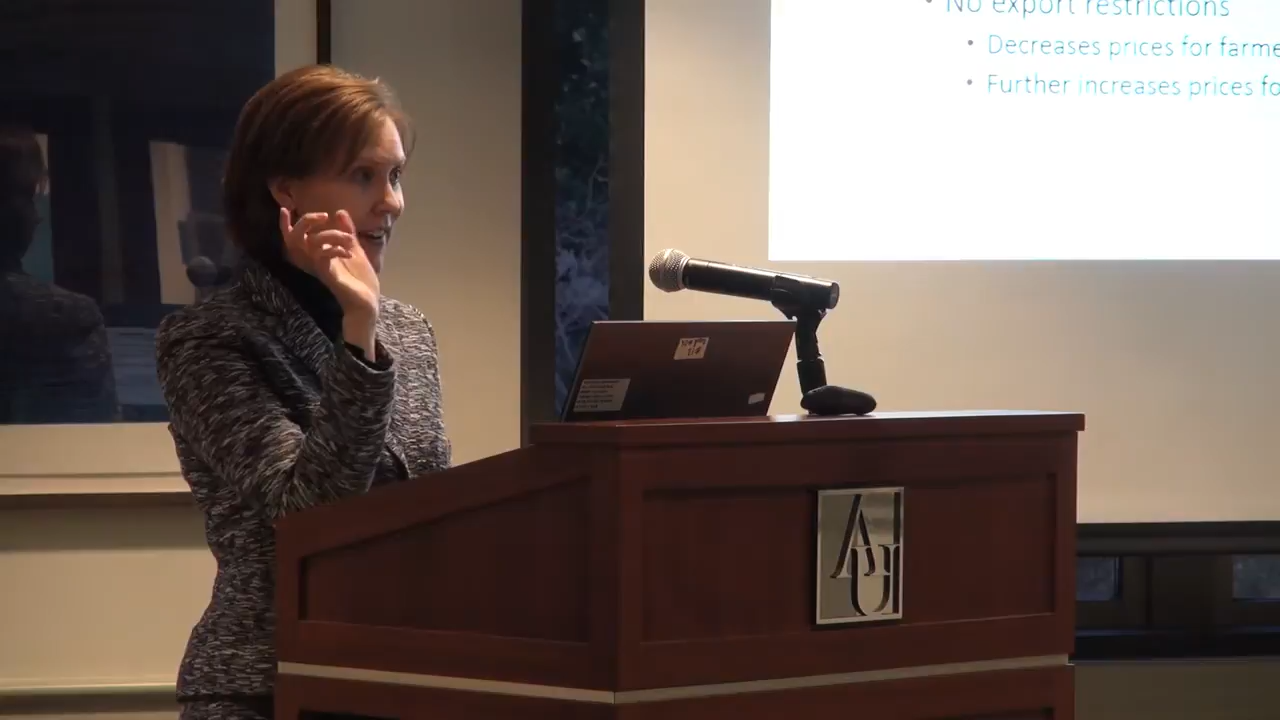 • No export restrictions
• Decreases prices for farme
• Further increases prices fo
AU